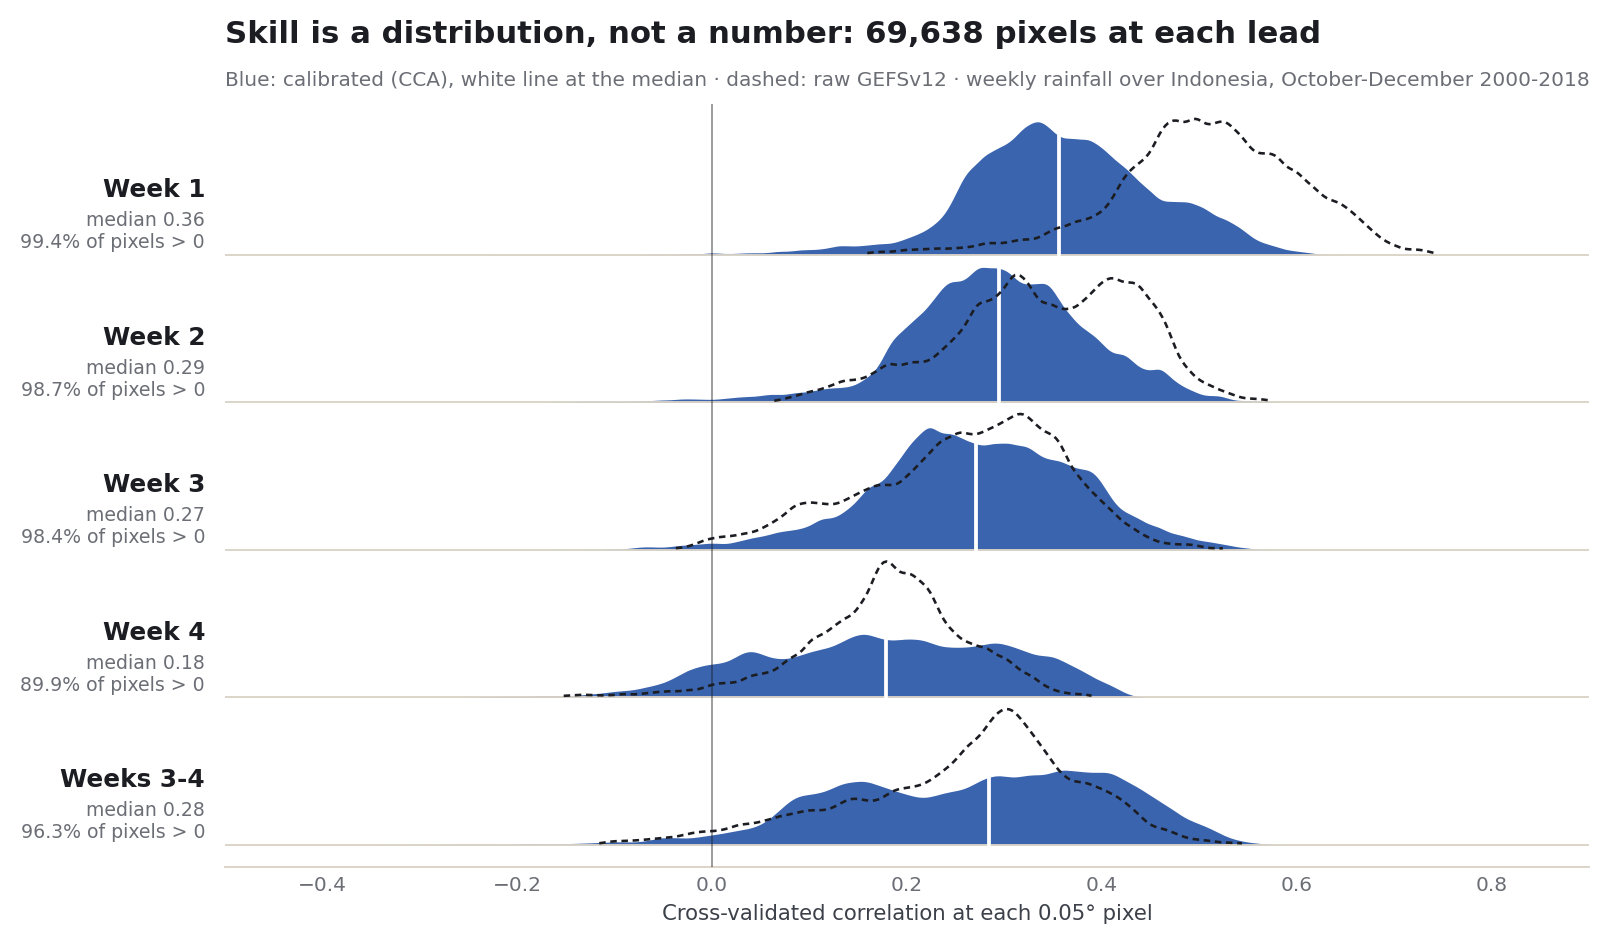 Skill is a distribution, not a number: 69,638 pixels at each lead
Blue: calibrated (CCA), white line at the median · dashed: raw GEFSv12 · weekly rainfall over Indonesia, October-December 2000-2018
Week 1
median 0.36
99.4% of pixels > 0
Week 2
median 0.29
98.7% of pixels > 0
Week 3
median 0.27
98.4% of pixels > 0
Week 4
median 0.18
89.9% of pixels > 0
Weeks 3-4
median 0.28
96.3% of pixels > 0
−0.4 −0.2 0.0 0.2 0.4 0.6 0.8
Cross-validated correlation at each 0.05° pixel